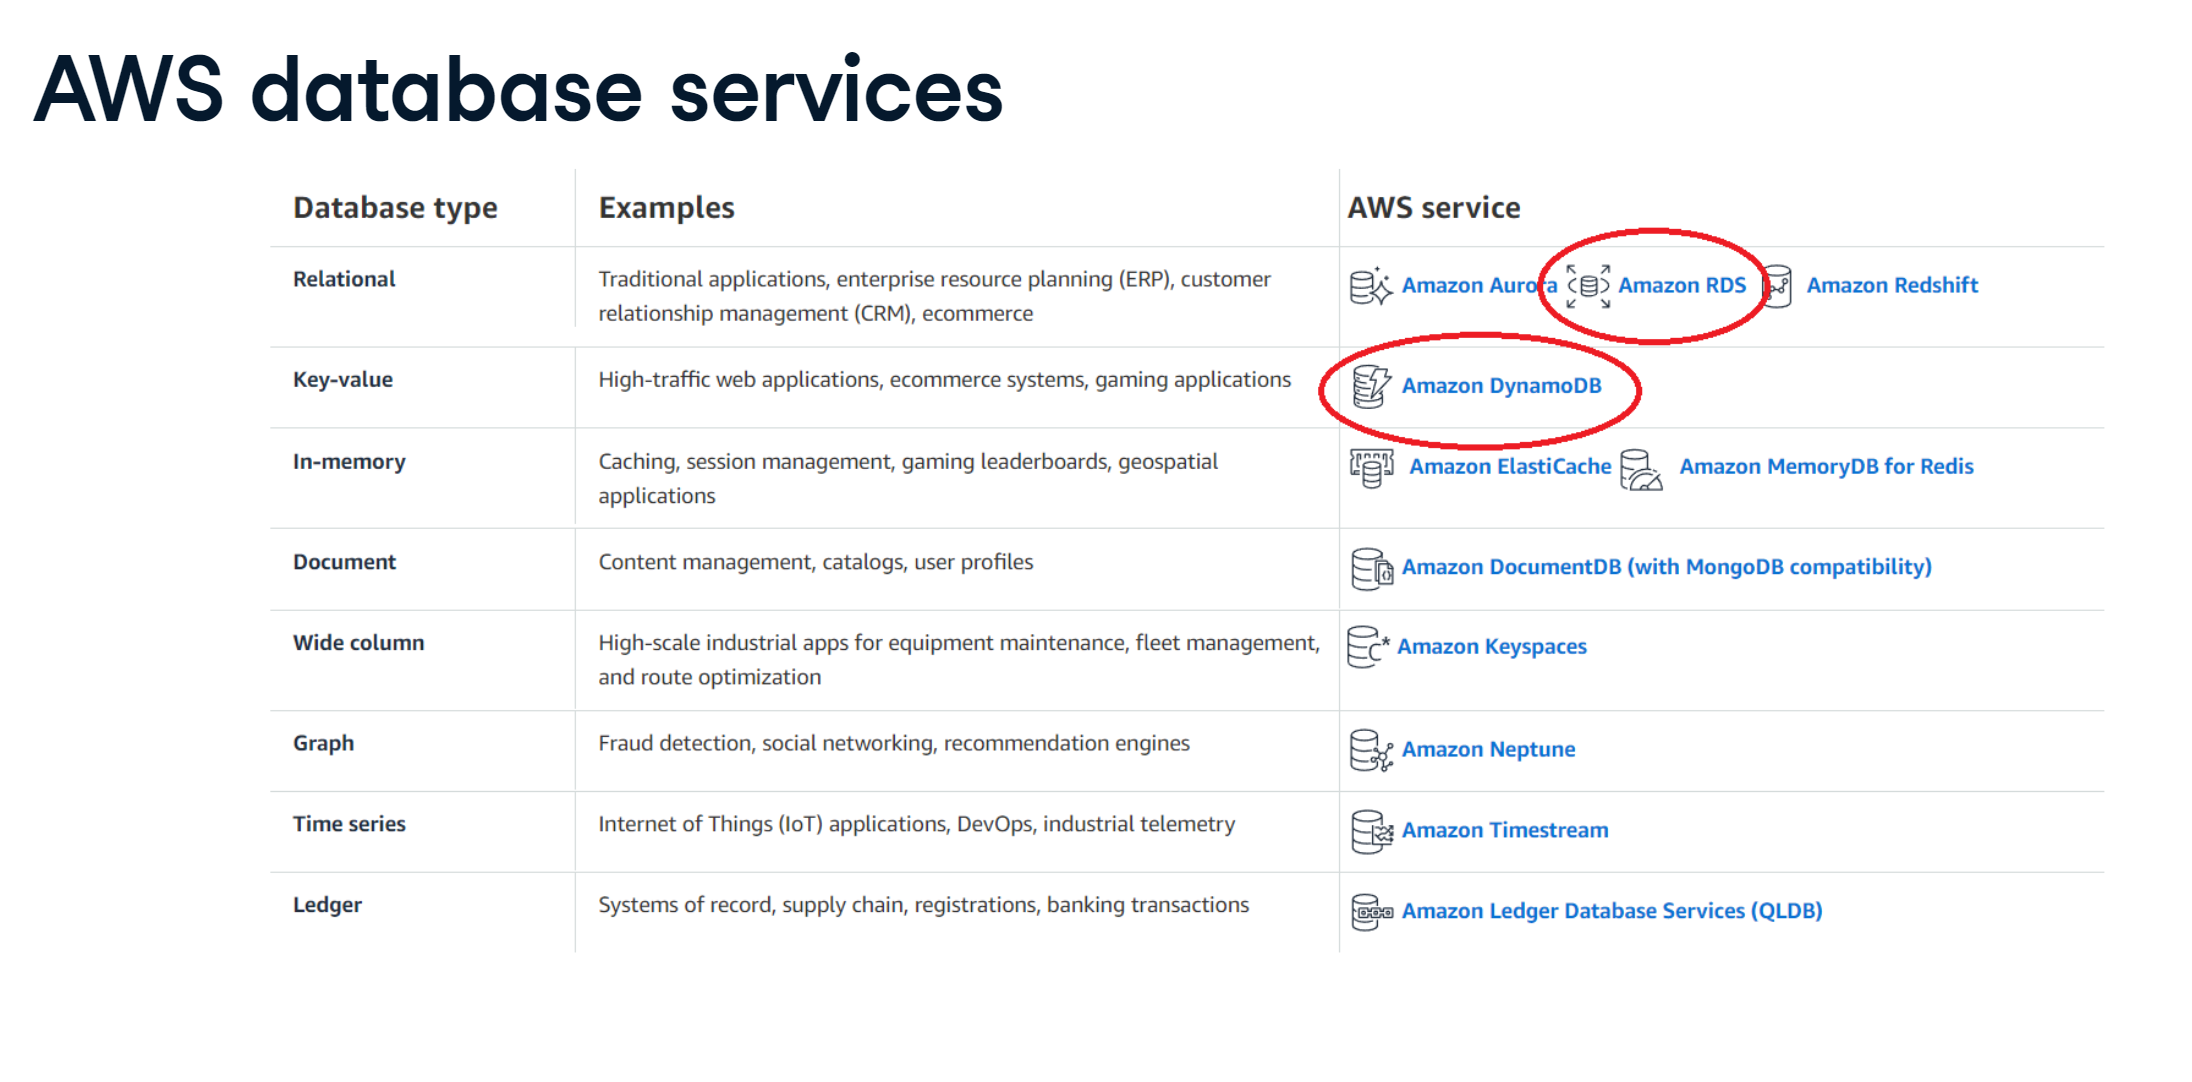 AWS database services
Database type
Examples
AWS service
Relational
Traditional applications, enterprise resource planning (ERP), customer
relationship management (CRM), ecommerce
Amazon Aurora
Amazon RDS
Amazon Redshift
Key-value
High-traffic web applications, ecommerce systems, gaming applications
Amazon DynamoDB
In-memory
Caching, session management, gaming leaderboards, geospatial
applications
Amazon ElastiCache
Amazon MemoryDB for Redis
Document
Content management, catalogs, user profiles
Amazon DocumentDB (with MongoDB compatibility)
Wide column
High-scale industrial apps for equipment maintenance, fleet management,
and route optimization
Amazon Keyspaces
Graph
Fraud detection, social networking, recommendation engines
Amazon Neptune
Time series
Internet of Things (IoT) applications, DevOps, industrial telemetry
Amazon Timestream
Ledger
Systems of record, supply chain, registrations, banking transactions
Amazon Ledger Database Services (QLDB)